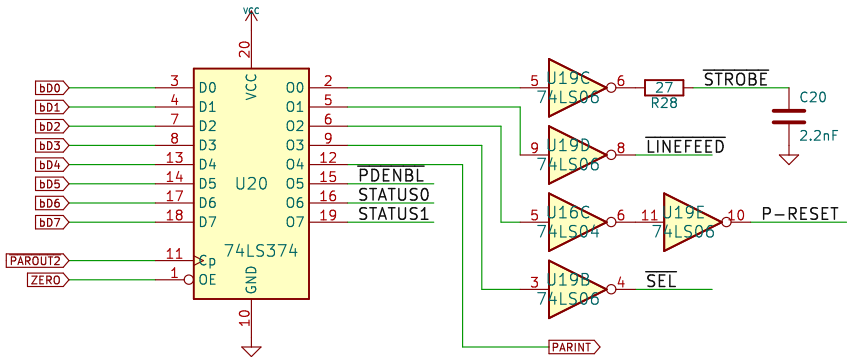 VCC
20
VCC
bD0 3 D0 O0 2
bD1 4 D1 O1 5
bD2 7 D2 O2 6
bD3 8 D3 O3 9
bD4 13 D4 O4 12
bD5 14 D5 O5 15 PDENBL
bD6 17 D6 O6 16 STATUS0
bD7 18 D7 O7 19 STATUS1
U20
74LS374
PAROUT2 11 Cp
ZERO 1 OE
GND
10
5 U19C 6
74LS06
27
R28
STROBE
C20
2.2nF
9 U19D 8
74LS06
LINEFEED
5 U16C 6
74LS04
11 U19E 10
74LS06
P-RESET
3 U19B 4
74LS06
SEL
PARINT